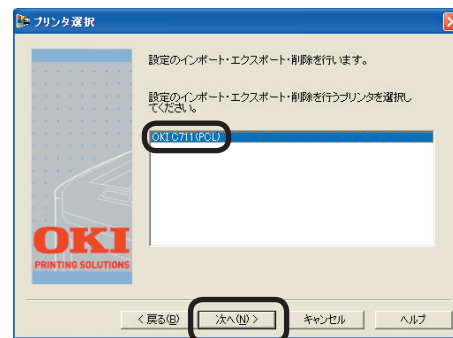 プリンタ選択
設定のインポート・エクスポート・削除を行います。
設定のインポート・エクスポート・削除を行うプリンタを選択し
てください。
OKI C711(PCL)
OKI
PRINTING SOLUTIONS
< 戻る(B)
次へ(N) >
キャンセル
ヘルプ